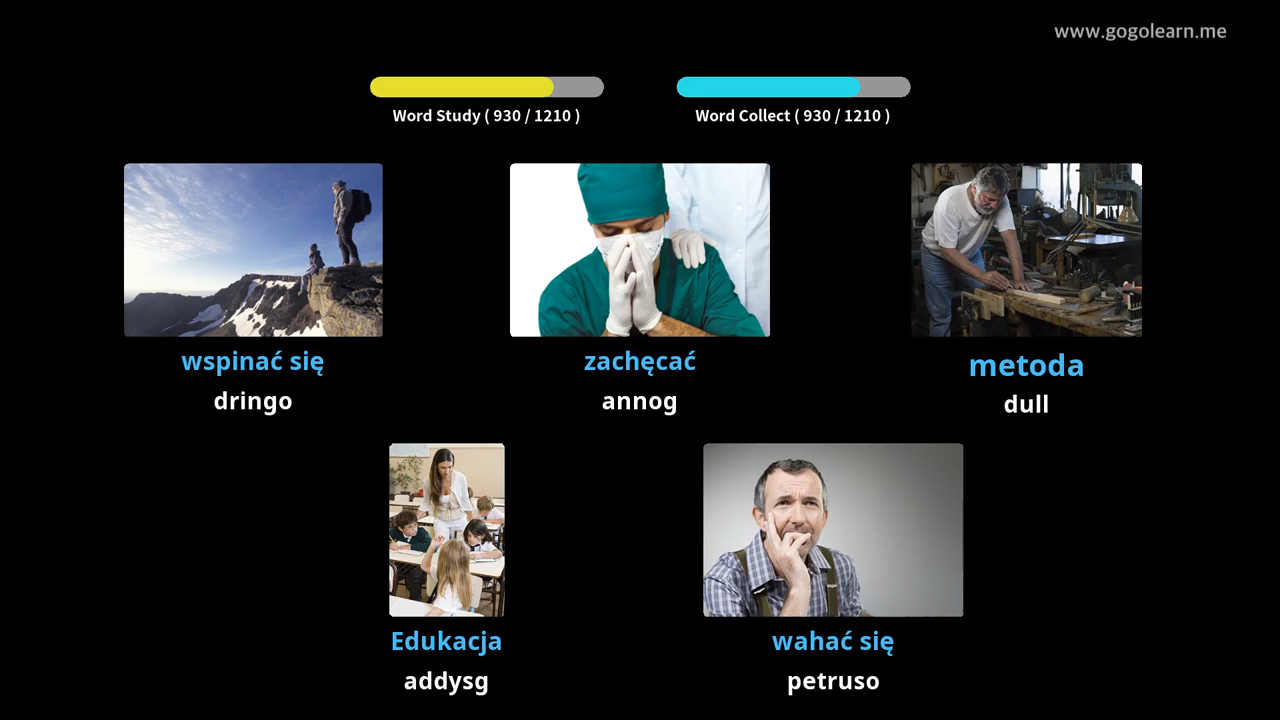 www.gogolearn.me
Word Study ( 930 / 1210 )
Word Collect ( 930 / 1210 )
wspinać się
dringo
zachęcać
annog
metoda
dull
Edukacja
addysg
wahać się
petruso